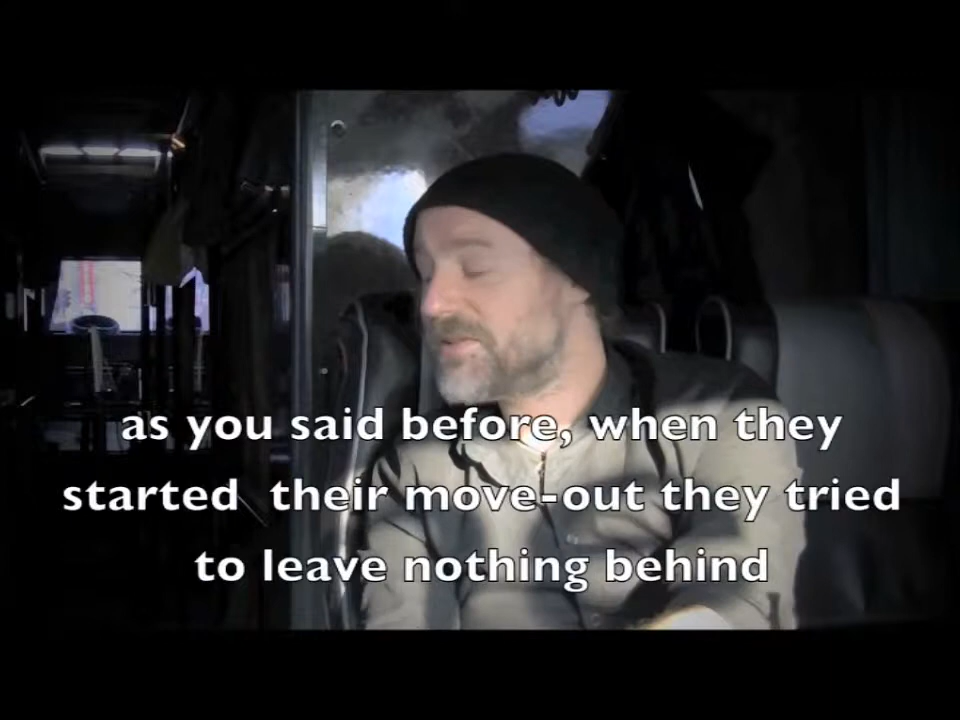 as you said before, when they
started  their move-out they tried
to leave nothing behind